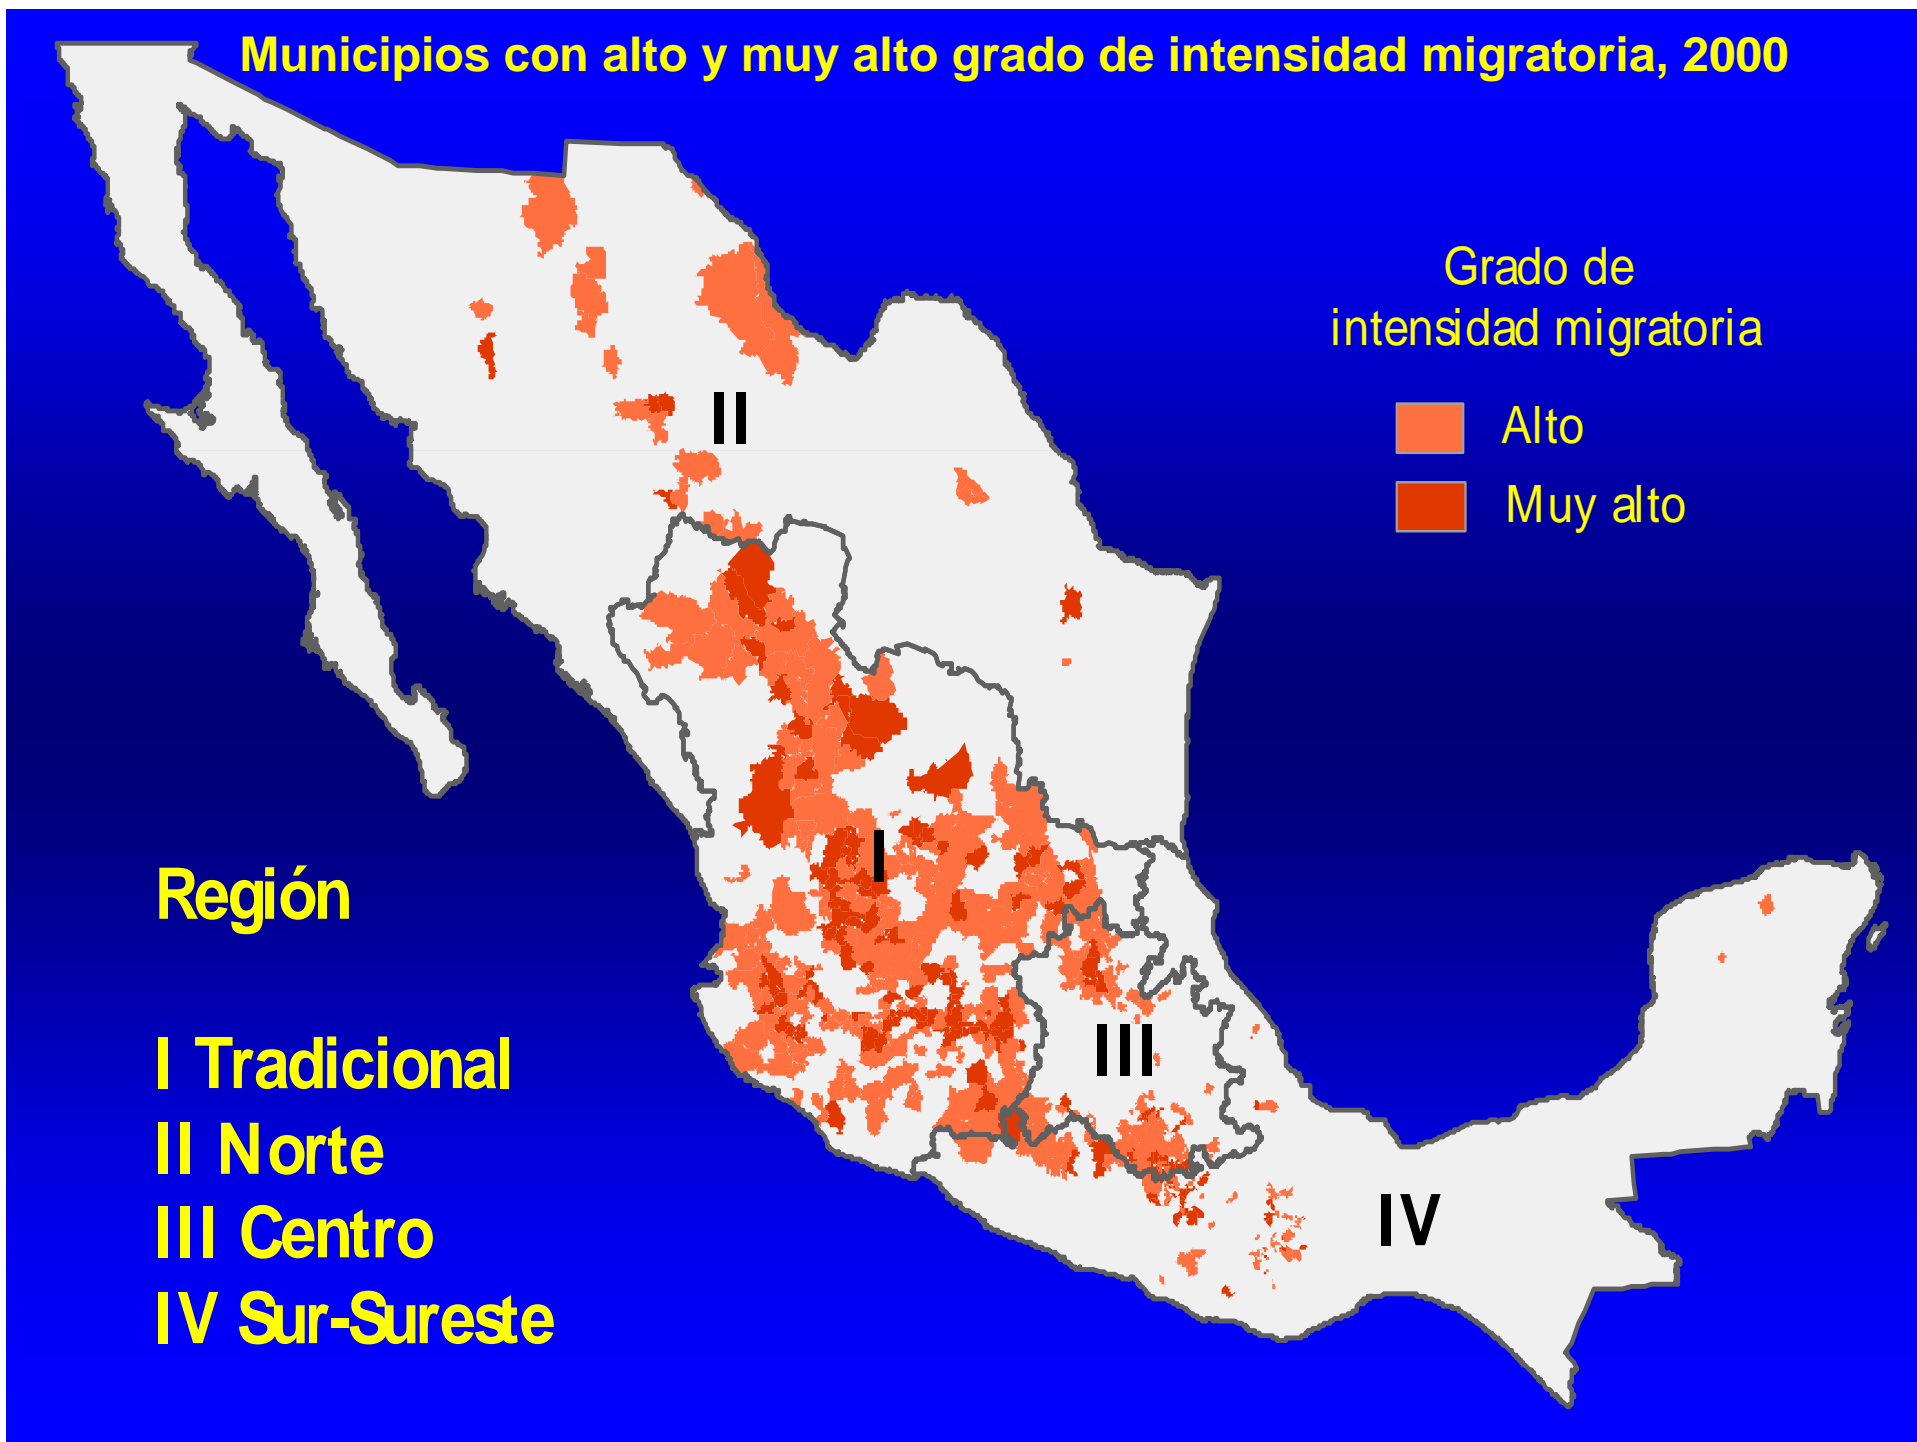 Municipios con alto y muy alto grado de intensidad migratoria, 2000
Grado de
intensidad migratoria
Alto
Muy alto
II
I
III
IV
Región
I Tradicional
II Norte
III Centro
IV Sur-Sureste